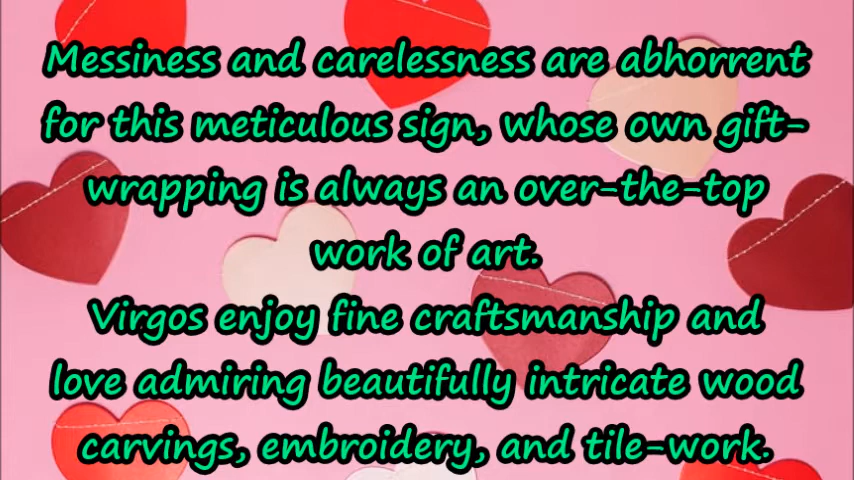 Messiness and carelessness are abhorrent
for this meticulous sign, whose own gift-
wrapping is always an over-the-top
work of art.
Virgos enjoy fine craftsmanship and
love admiring beautifully intricate wood
carvings, embroidery, and tile-work.